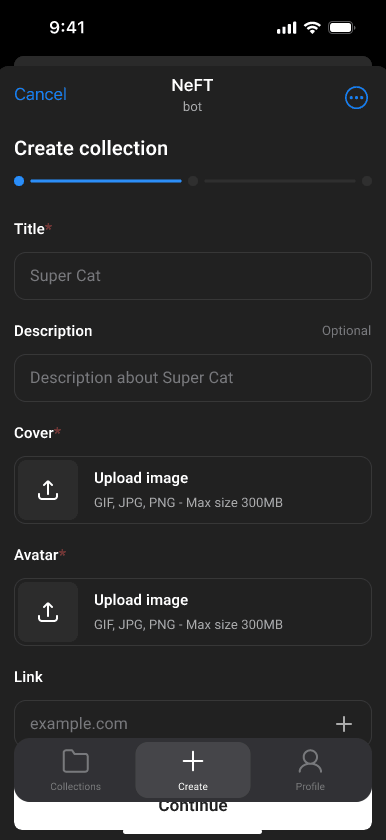 9:41
Cancel
NeFT
bot
Create collection
Title*
Super Cat
Description
Optional
Description about Super Cat
Cover*
Upload image
GIF, JPG, PNG - Max size 300MB
Avatar*
Upload image
GIF, JPG, PNG - Max size 300MB
Link
example.com
Collections
Create
Profile
Continue